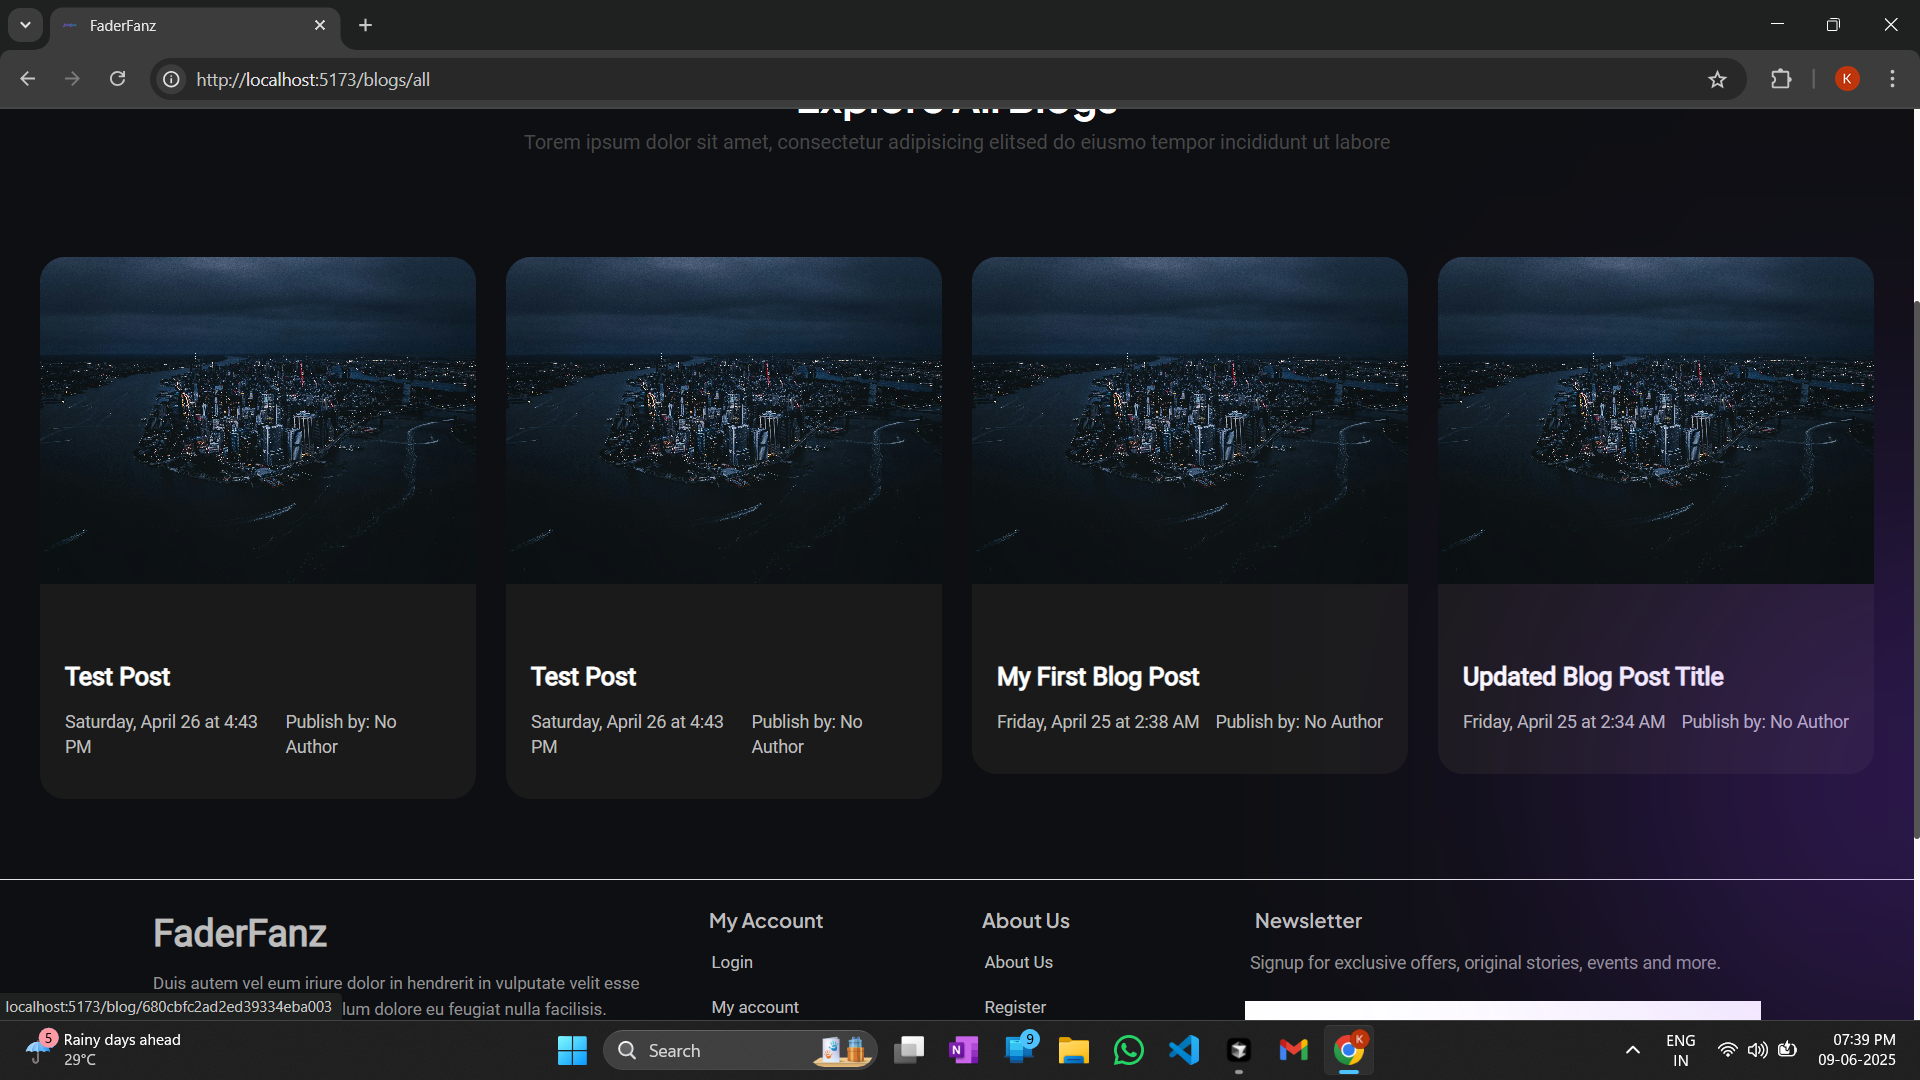 FaderFanz
http://localhost:5173/blogs/all
K
Explore All Blogs
Torem ipsum dolor sit amet, consectetur adipisicing elitsed do eiusmo tempor incididunt ut labore
Test Post
Saturday, April 26 at 4:43
PM
Publish by: No
Author
Test Post
Saturday, April 26 at 4:43
PM
Publish by: No
Author
My First Blog Post
Friday, April 25 at 2:38 AM
Publish by: No Author
Updated Blog Post Title
Friday, April 25 at 2:34 AM
Publish by: No Author
FaderFanz
Duis autem vel eum iriure dolor in hendrerit in vulputate velit esse
lum dolore eu feugiat nulla facilisis.
My Account
Login
My account
About Us
About Us
Register
Newsletter
Signup for exclusive offers, original stories, events and more.
localhost:5173/blog/680cbfc2ad2ed39334eba003
5
Rainy days ahead
29°C
Search
N
9
K
ENG
IN
07:39 PM
09-06-2025